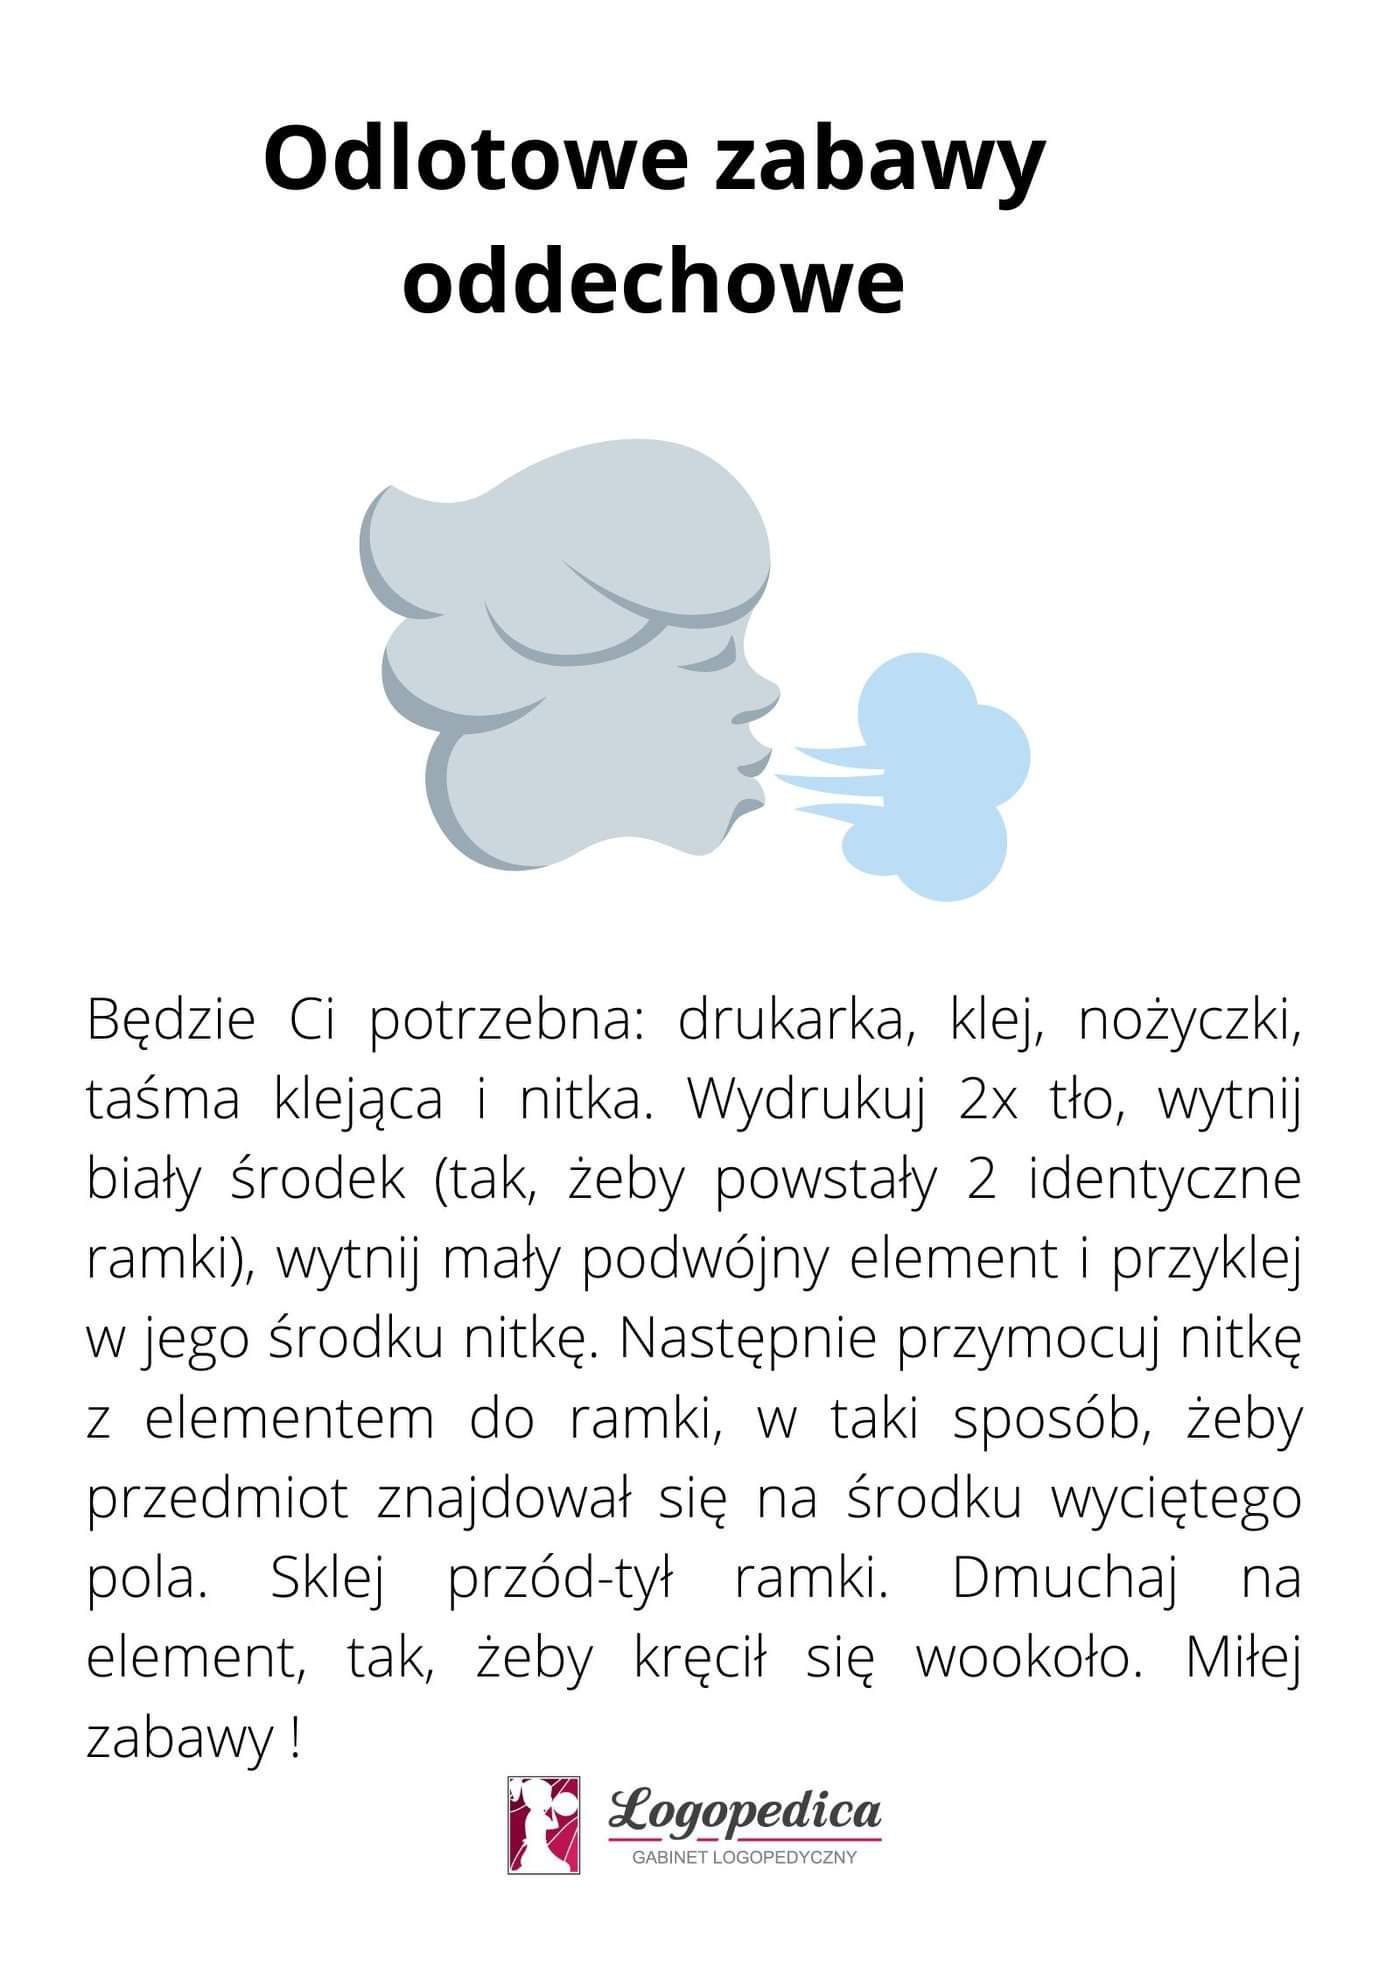 Odlotowe zabawy
oddechowe
Będzie Ci potrzebna: drukarka, klej, nożyczki,
taśma klejąca i nitka. Wydrukuj 2x tło, wytnij
biały środek (tak, żeby powstały 2 identyczne
ramki), wytnij mały podwójny element i przyklej
w jego środku nitkę. Następnie przymocuj nitkę
z elementem do ramki, w taki sposób, żeby
przedmiot znajdował się na środku wyciętego
pola. Sklej przód-tył ramki. Dmuchaj na
element, tak, żeby kręcił się wookoło. Miłej
zabawy !
Logopedica
GABINET LOGOPEDYCZNY